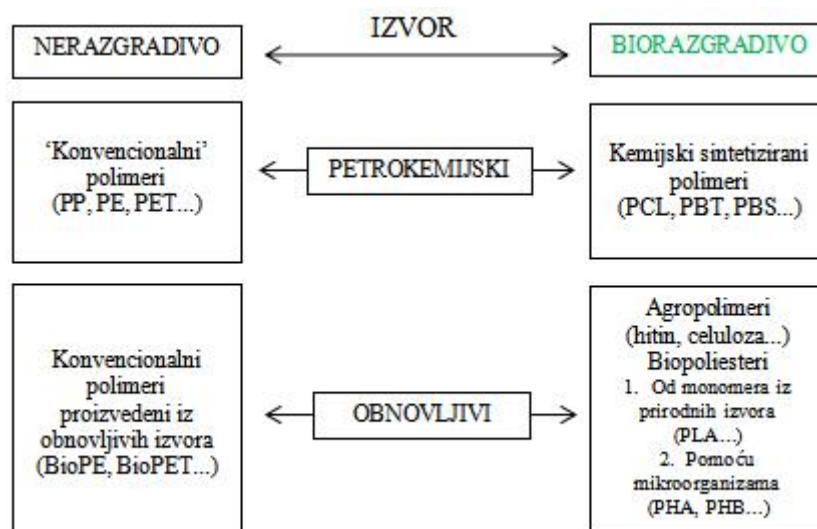 IZVOR
NERAZGRADIVO
BIORAZGRADIVO
‘Konvencionalni’
polimeri
(PP, PE, PET...)
PETROKEMIJSKI
Kemijski sintetizirani
polimeri
(PCL, PBT, PBS...)
Konvencionalni
polimeri
proizvedeni iz
obnovljivih izvora
(BioPE, BioPET...)
OBNOVLJIVI
Agropolimeri
(hitin, celuloza...)
Biopoliesteri
1. Od monomera iz
prirodnih izvora
(PLA...)
2. Pomoću
mikroorganizama
(PHA, PHB...)